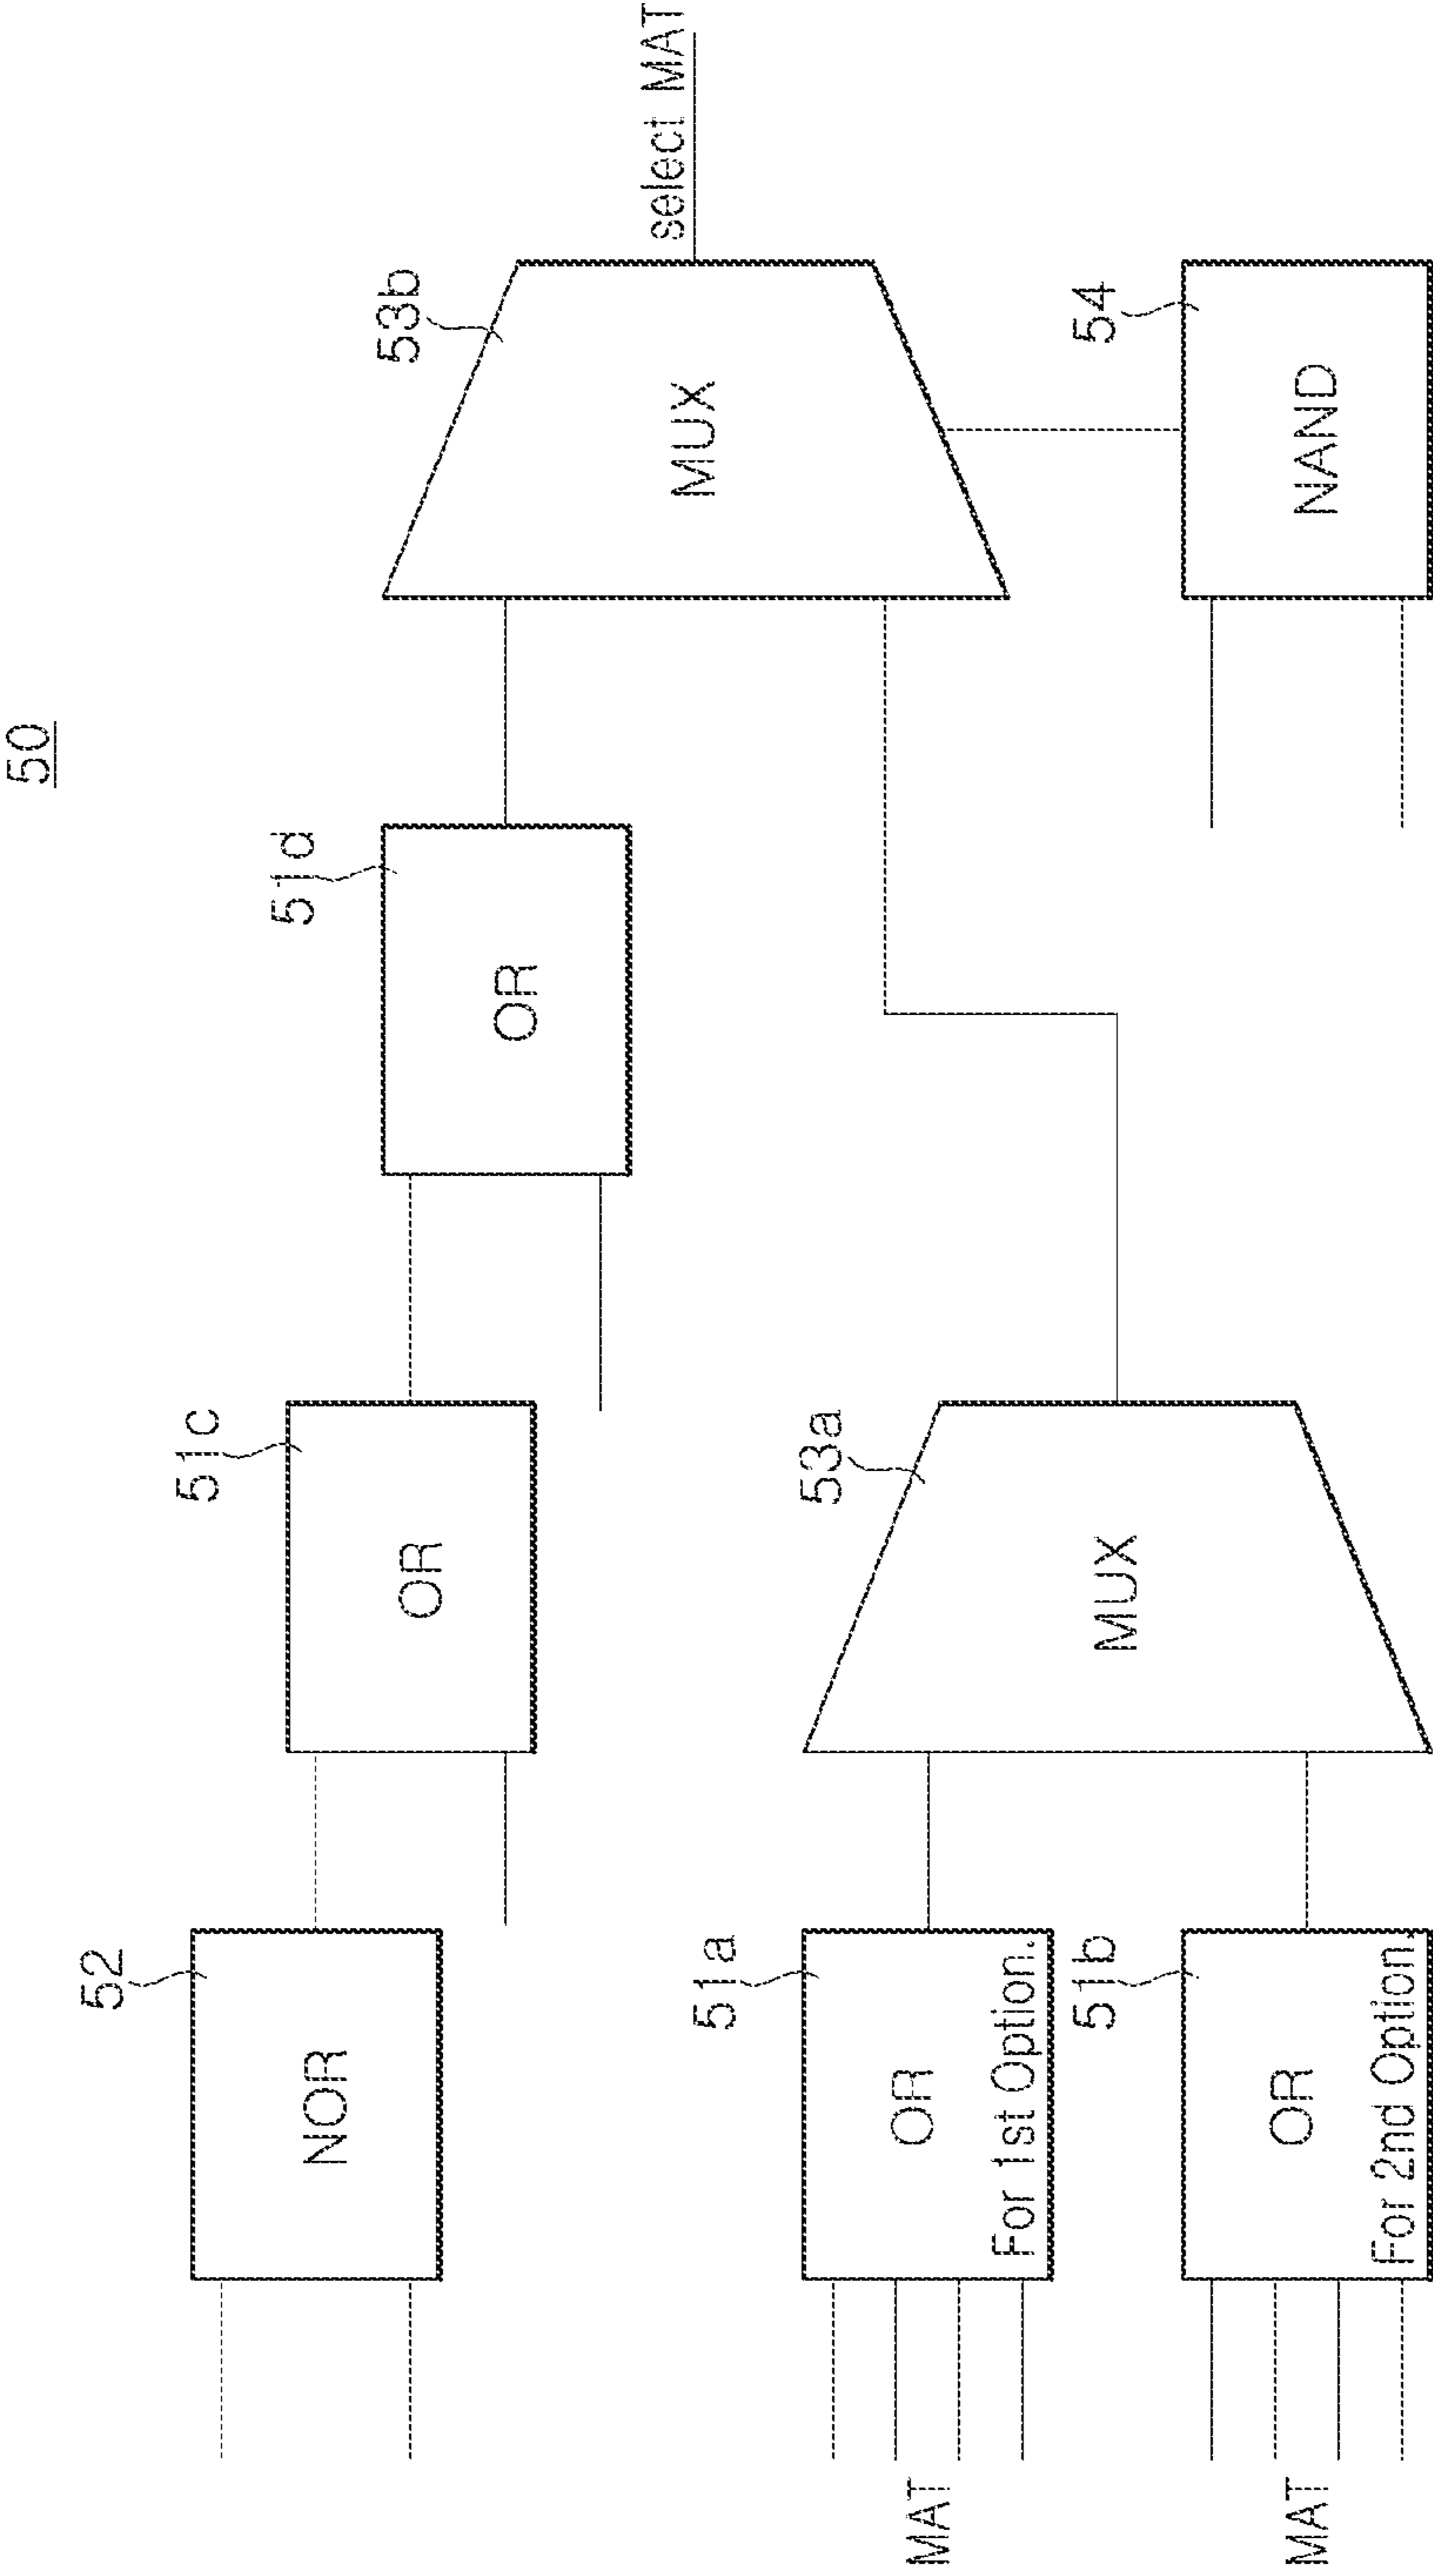 50
52
NOR
51c
OR
51d
OR
53b
MUX
select MAT
MAT
51a
OR
For 1st Option.
MAT
51b
OR
For 2nd Option.
53a
MUX
54
NAND